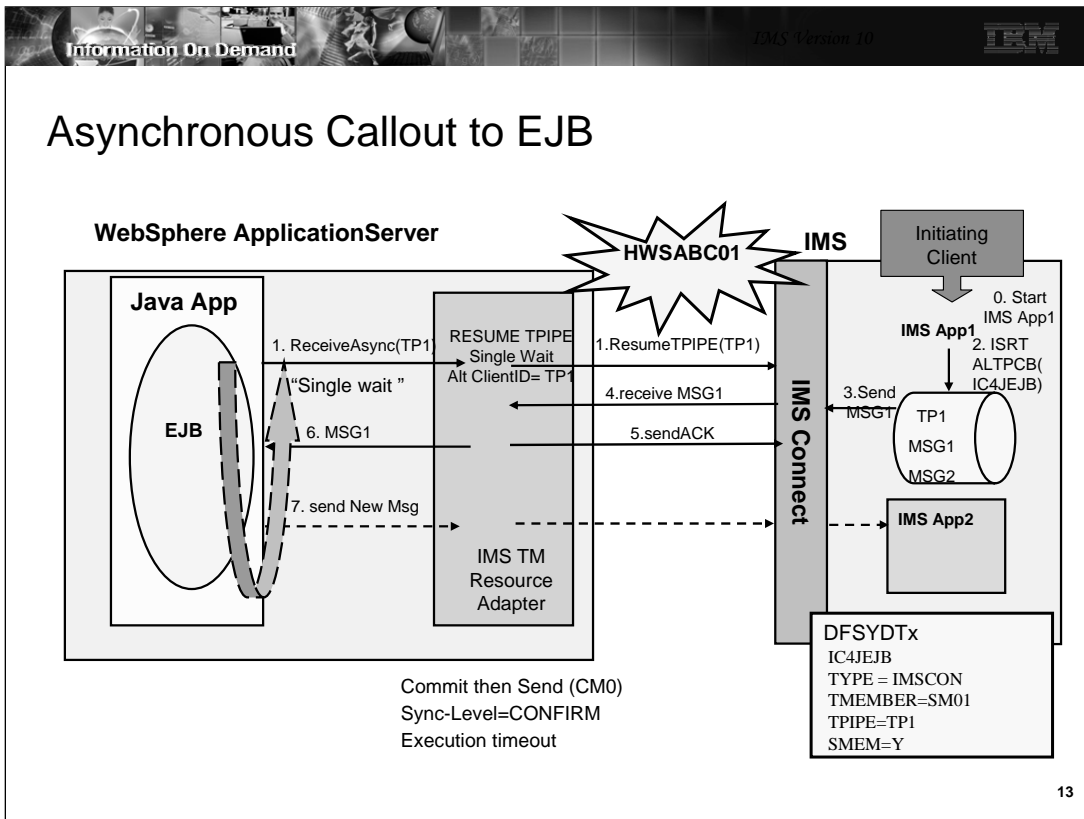 Information On Demand
IMS Version 10
IBM
Asynchronous Callout to EJB
WebSphere ApplicationServer
HWSABC01
IMS
Initiating
Client
Java App
0. Start
IMS App1
IMS App1
1. ReceiveAsync(TP1)
RESUME TPIPE
Single Wait
Alt ClientID= TP1
1.ResumeTPIPE(TP1)
2. ISRT
ALTPCB(
IC4JEJB)
"Single wait "
4.receive MSG1
3.Send
MSG1
TP1
MSG1
MSG2
EJB
6. MSG1
5.sendACK
IMS Connect
7. send New Msg
IMS App2
IMS TM
Resource
Adapter
DFSYDTx
IC4JEJB
TYPE = IMSCON
TMEMBER=SM01
TPIPE=TP1
SMEM=Y
Commit then Send (CM0)
Sync-Level=CONFIRM
Execution timeout
13